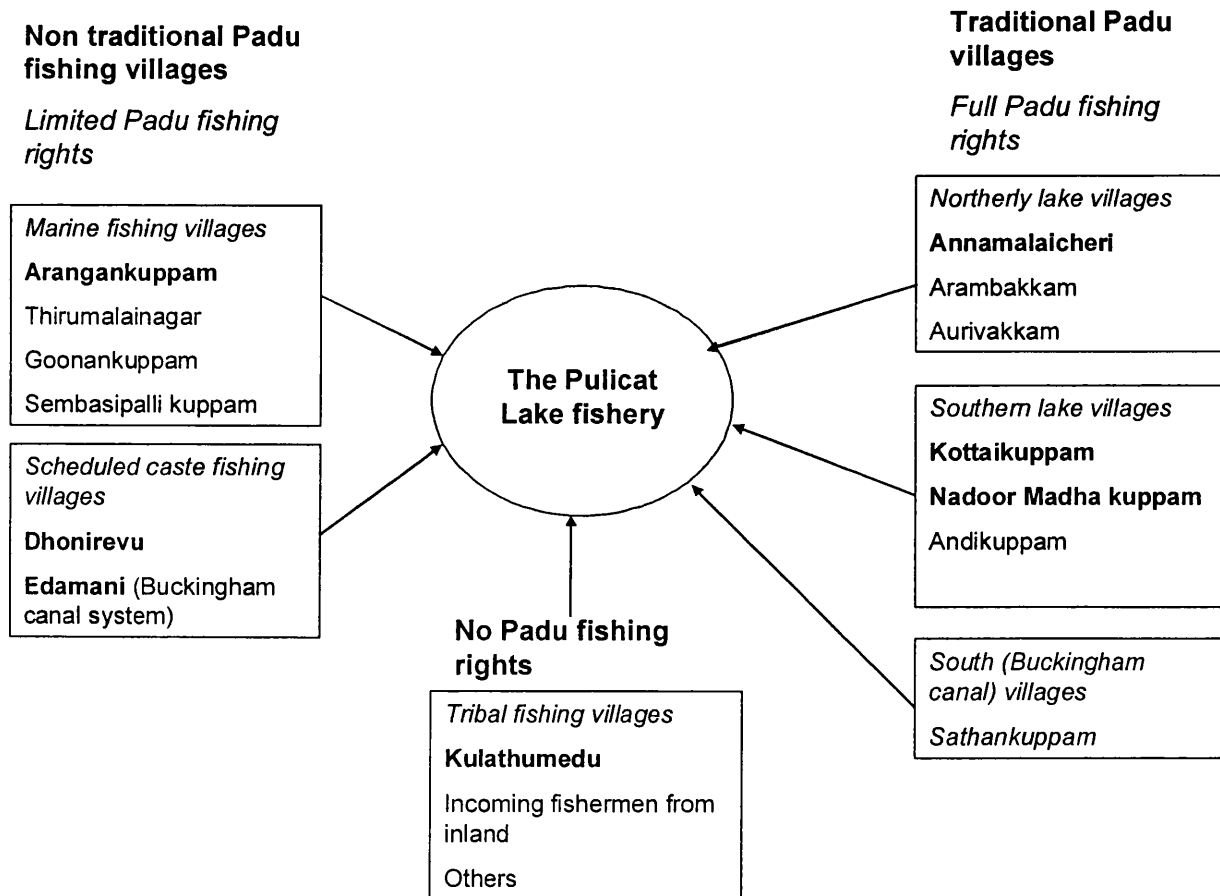 Non traditional Padu
fishing villages
Limited Padu fishing
rights
Marine fishing villages
Arangankuppam
Thirumalainagar
Goonankuppam
Sembasipalli kuppam
Scheduled caste fishing
villages
Dhonirevu
Edamani (Buckingham
canal system)
The Pulicat
Lake fishery
No Padu fishing
rights
Tribal fishing villages
Kulathumedu
Incoming fishermen from
inland
Others
Traditional Padu
villages
Full Padu fishing
rights
Northerly lake villages
Annamalaicheri
Arambakkam
Aurivakkam
Southern lake villages
Kottaikuppam
Nadoor Madha kuppam
Andikuppam
South (Buckingham
canal) villages
Sathankuppam